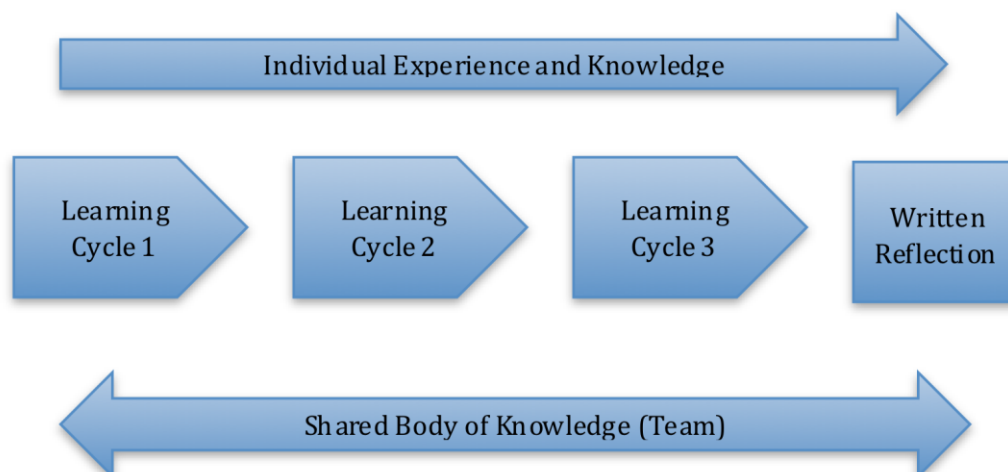 Individual Experience and Knowledge
Learning
Cycle 1
Learning
Cycle 2
Learning
Cycle 3
Written
Reflection
Shared Body of Knowledge (Team)